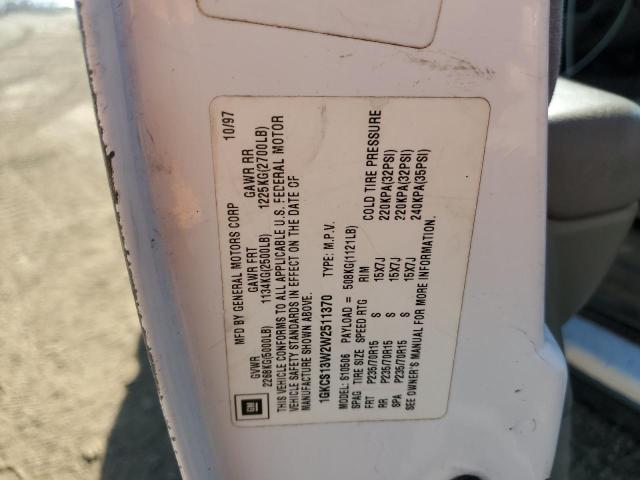 MFD BY GENERAL MOTORS CORP 10/97
GVWR GAWR FRT GAWR RR
2268KG(5000LB) 1134KG(2500LB) 1225KG(2700LB)
THIS VEHICLE CONFORMS TO ALL APPLICABLE U.S. FEDERAL MOTOR
VEHICLE SAFETY STANDARDS IN EFFECT ON THE DATE OF
MANUFACTURE SHOWN ABOVE.
1GKCS13W2W2511370 TYPE: M.P.V.
MODEL: S10506 PAYLOAD = 508KG(1121LB)
SPAG TIRE SIZE SPEED RTG RIM COLD TIRE PRESSURE
FRT P235/70R15 S 15X7J 220KPA(32PSI)
RR P235/70R15 S 15X7J 220KPA(32PSI)
SPA P235/70R15 S 15X7J 240KPA(35PSI)
SEE OWNER'S MANUAL FOR MORE INFORMATION.
GM